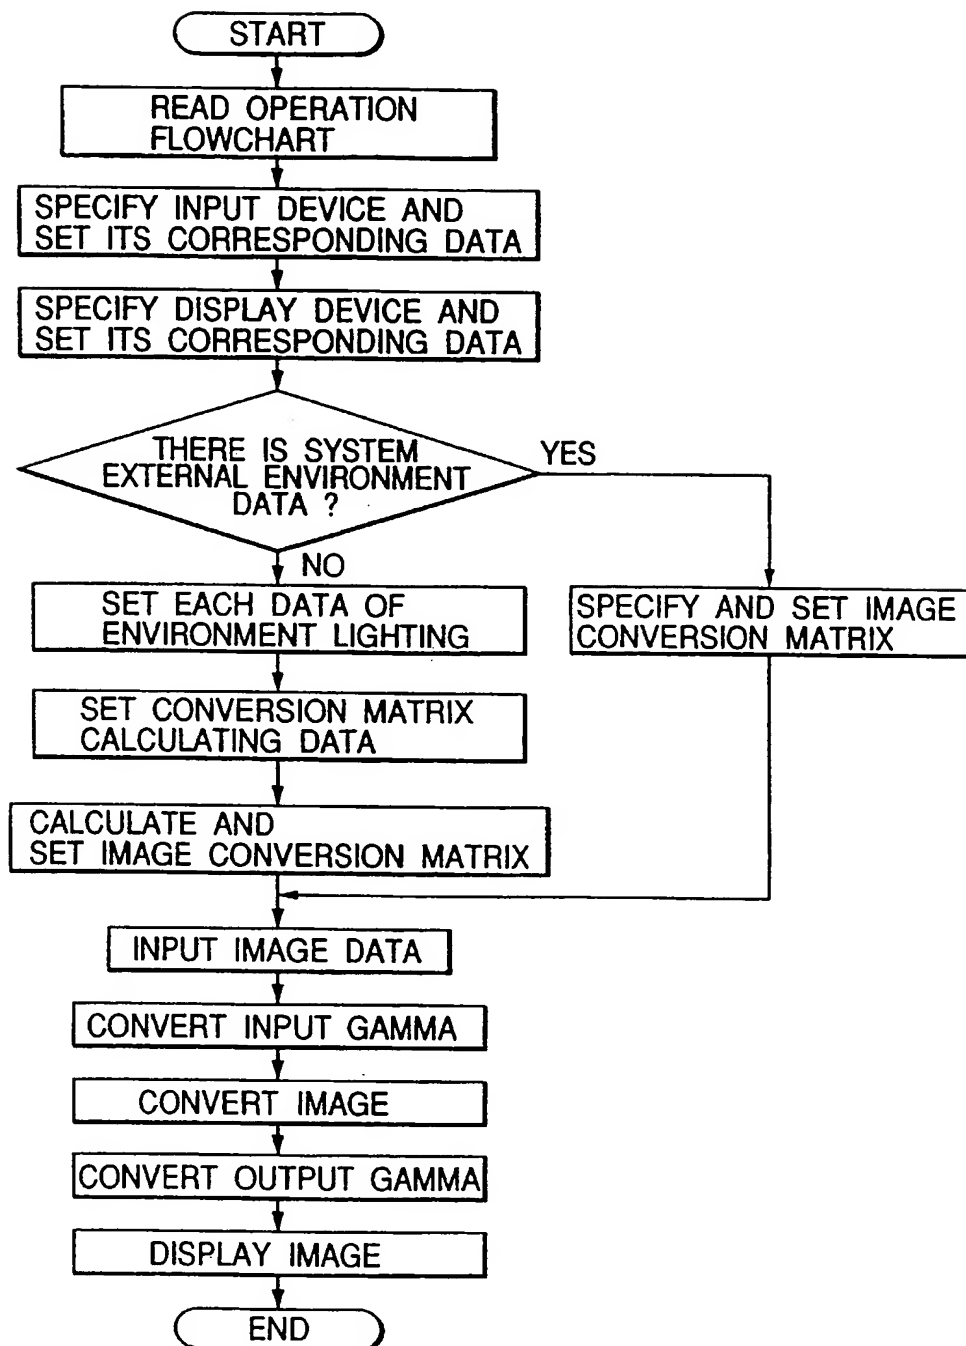 START
READ OPERATION
FLOWCHART
SPECIFY INPUT DEVICE AND
SET ITS CORRESPONDING DATA
SPECIFY DISPLAY DEVICE AND
SET ITS CORRESPONDING DATA
THERE IS SYSTEM
EXTERNAL ENVIRONMENT
DATA ?
YES
NO
SET EACH DATA OF
ENVIRONMENT LIGHTING
SPECIFY AND SET IMAGE
CONVERSION MATRIX
SET CONVERSION MATRIX
CALCULATING DATA
CALCULATE AND
SET IMAGE CONVERSION MATRIX
INPUT IMAGE DATA
CONVERT INPUT GAMMA
CONVERT IMAGE
CONVERT OUTPUT GAMMA
DISPLAY IMAGE
END